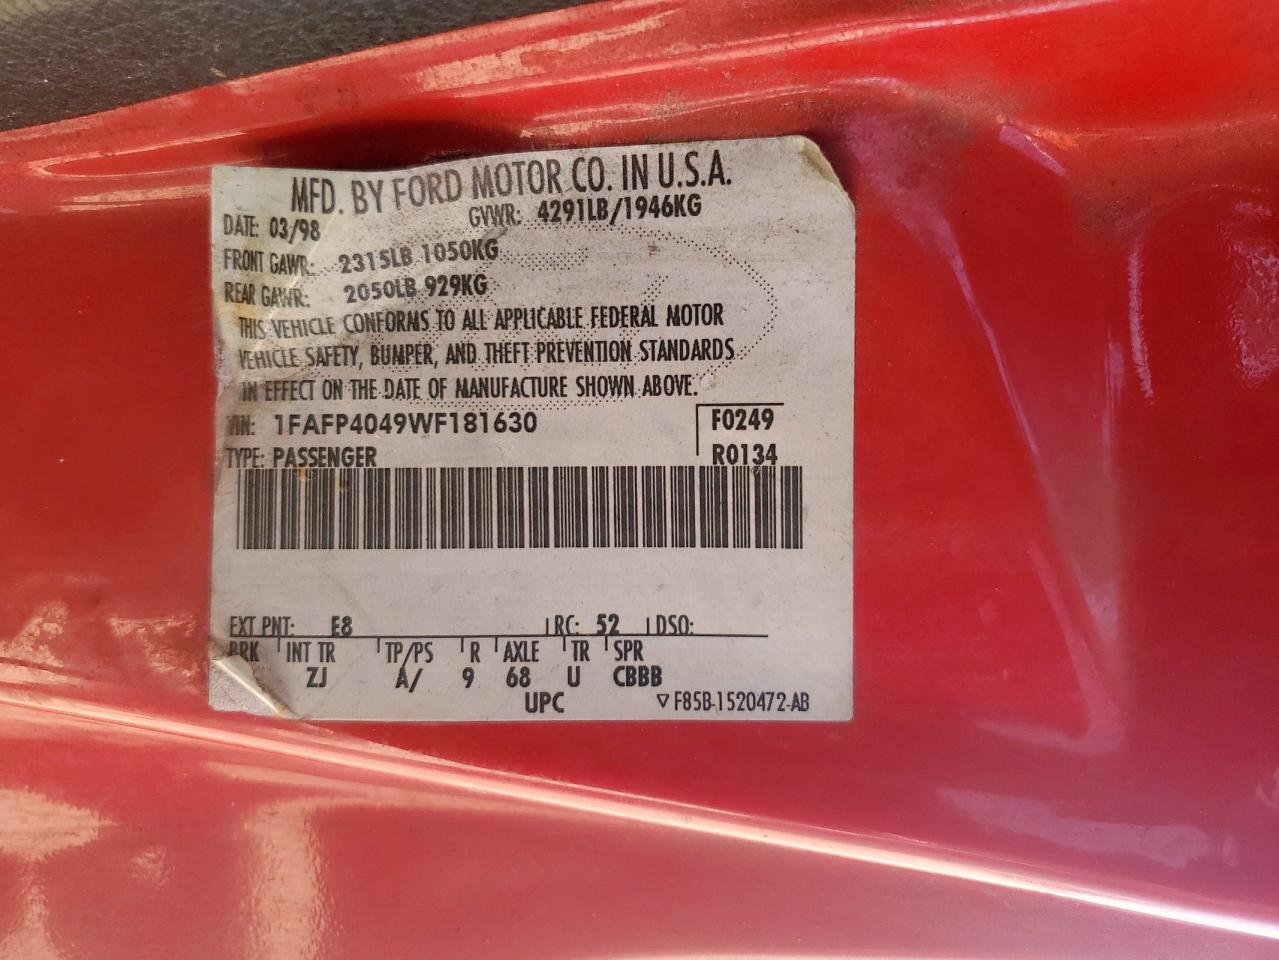 MFD. BY FORD MOTOR CO. IN U.S.A.
DATE: 03/98 GVWR: 4291LB/1946KG
FRONT GAWR: 2315LB 1050KG
REAR GAWR: 2050LB 929KG
THIS VEHICLE CONFORMS TO ALL APPLICABLE FEDERAL MOTOR
VEHICLE SAFETY, BUMPER, AND THEFT PREVENTION STANDARDS
IN EFFECT ON THE DATE OF MANUFACTURE SHOWN ABOVE.
VIN: 1FAFP4049WF181630 F0249
TYPE: PASSENGER R0134
EXT PNT: E8 RC: 52 DSO:
BRK INT TR TP/PS R AXLE TR SPR
ZJ A/ 9 68 U CBBB
UPC ▽F85B-1520472-AB